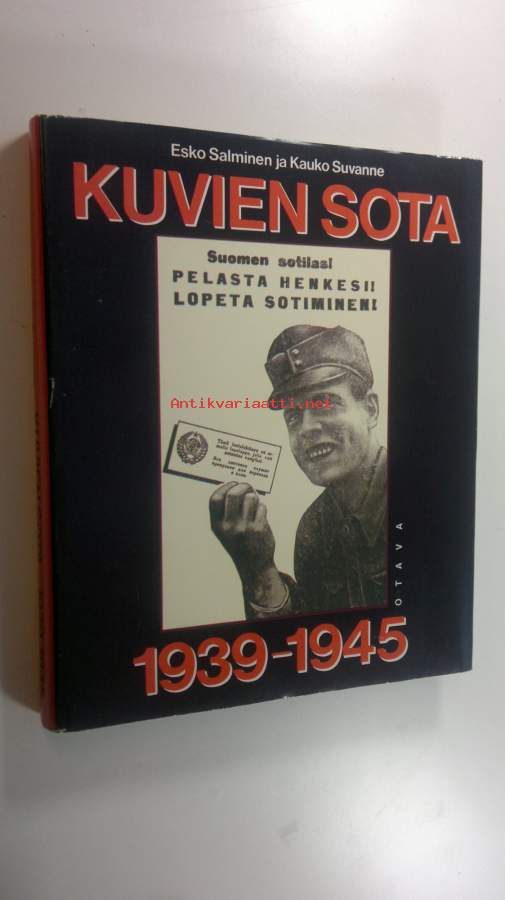 Esko Salminen ja Kauko Suvanne
KUVIEN SOTA
Suomen sotilas!
PELASTA HENKESI!
LOPETA SOTIMINEN!
Antikvariaatti.net
OTAVA
1939-1945